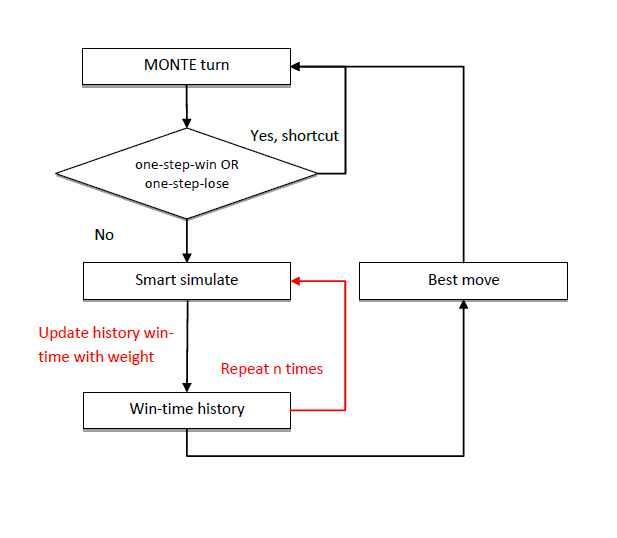 MONTE turn
Yes, shortcut
one-step-win OR
one-step-lose
No
Smart simulate
Best move
Update history win-
time with weight
Repeat n times
Win-time history